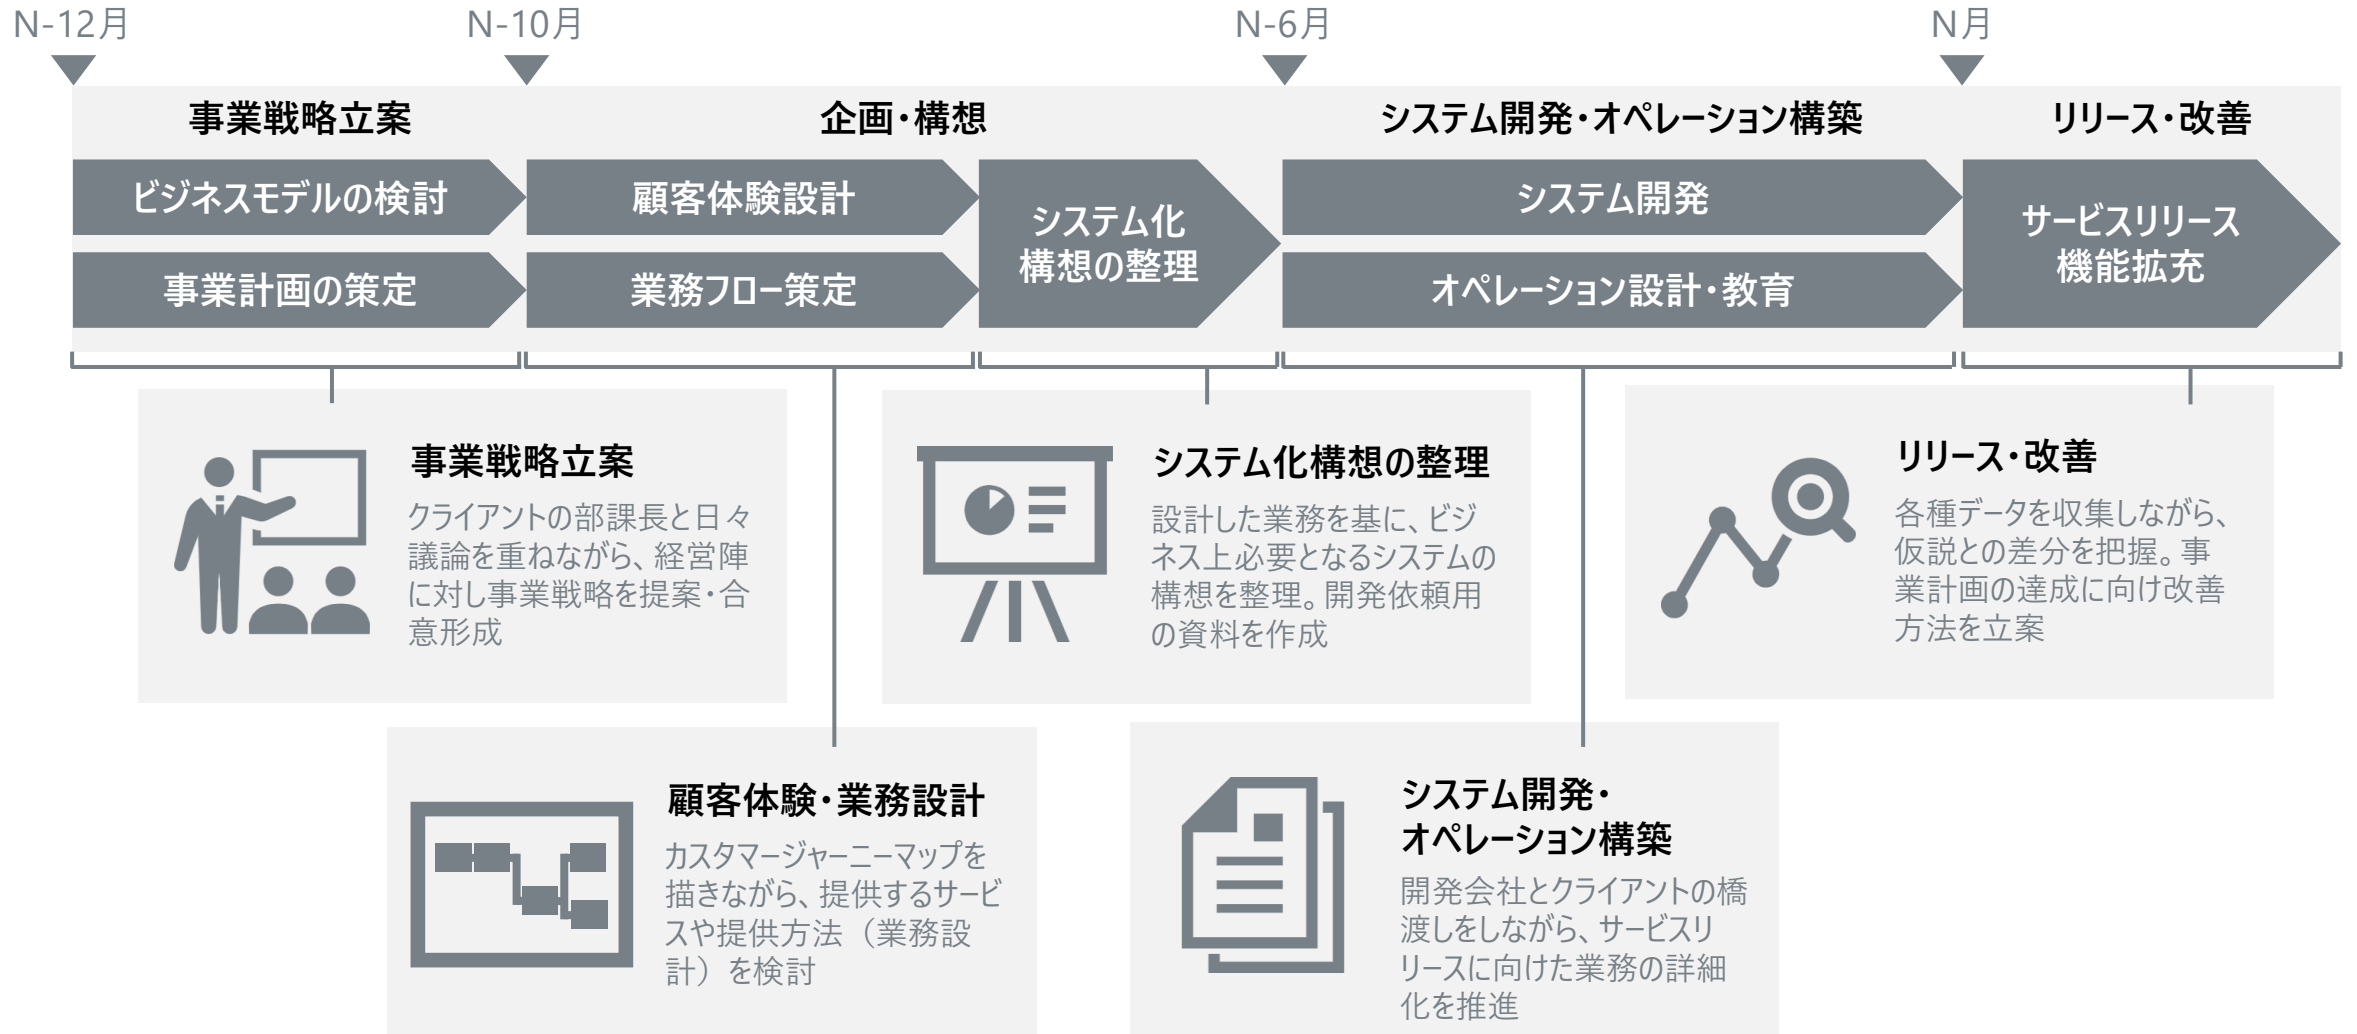 N-12月
N-10月
N-6月
N月
事業戦略立案
企画・構想
システム開発・オペレーション構築
リリース・改善
ビジネスモデルの検討
事業計画の策定
顧客体験設計
業務フロー策定
システム化
構想の整理
システム開発
オペレーション設計・教育
サービスリリース
機能拡充
事業戦略立案
クライアントの部課長と日々
議論を重ねながら、経営陣
に対し事業戦略を提案・合
意形成
システム化構想の整理
設計した業務を基に、ビジ
ネス上必要となるシステムの
構想を整理。開発依頼用
の資料を作成
リリース・改善
各種データを収集しながら、
仮説との差分を把握。事
業計画の達成に向け改善
方法を立案
顧客体験・業務設計
カスタマージャーニーマップを
描きながら、提供するサービ
スや提供方法（業務設
計）を検討
システム開発・
オペレーション構築
開発会社とクライアントの橋
渡しをしながら、サービスリ
リースに向けた業務の詳細
化を推進